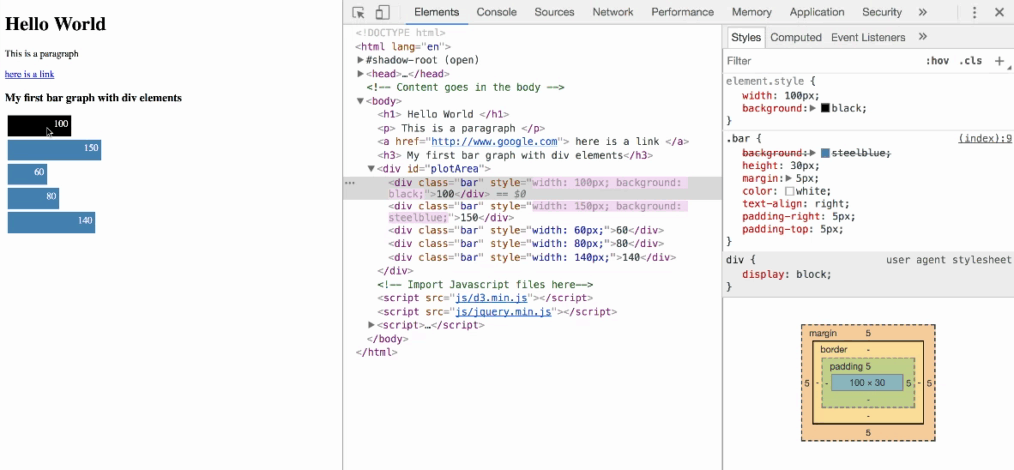 Hello World
This is a paragraph
here is a link
My first bar graph with div elements
100
150
60
80
140
Elements Console Sources Network Performance Memory Application Security »
<!DOCTYPE html>
<html lang="en">
▶#shadow-root (open)
▶<head>…</head>
<!-- Content goes in the body -->
▼<body>
<h1> Hello World </h1>
<p> This is a paragraph </p>
<a href="http://www.google.com"> here is a link </a>
<h3> My first bar graph with div elements</h3>
▼<div id="plotArea">
<div class="bar" style="width: 100px; background:
black;">100</div> == $0
<div class="bar" style="width: 150px; background:
steelblue;">150</div>
<div class="bar" style="width: 60px;">60</div>
<div class="bar" style="width: 80px;">80</div>
<div class="bar" style="width: 140px;">140</div>
</div>
<!-- Import Javascript files here-->
<script src="js/d3.min.js"></script>
<script src="js/jquery.min.js"></script>
▶<script>…</script>
</body>
</html>
Styles Computed Event Listeners »
Filter :hov .cls +
element.style {
width: 100px;
background:▶ black;
}
.bar { (index):9
background:▶ steelblue;
height: 30px;
margin:▶ 5px;
color: white;
text-align: right;
padding-right: 5px;
padding-top: 5px;
}
div { user agent stylesheet
display: block;
}
margin 5
border -
padding 5
5 - - 100 × 30 5 - 5
-
-
5